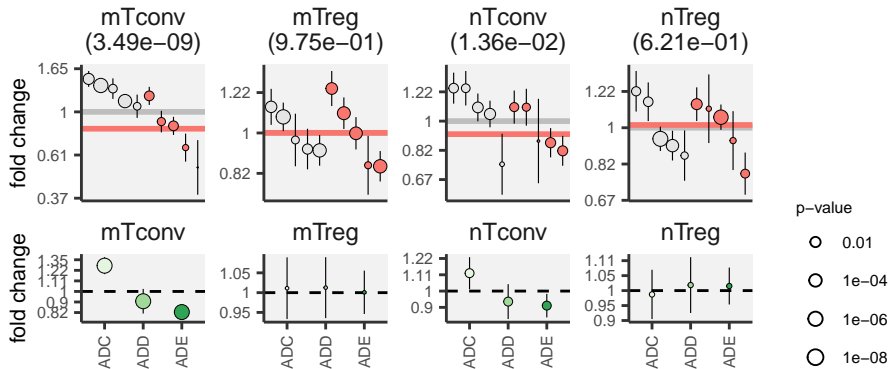 mTconv
(3.49e−09)
mTreg
(9.75e−01)
nTconv
(1.36e−02)
nTreg
(6.21e−01)
fold change
1.65
1
0.61
0.37
1.22
1
0.82
1.22
1
0.82
0.67
1.22
1
0.82
0.67
mTconv
mTreg
nTconv
nTreg
fold change
1.35
1.22
1.11
1
0.9
0.82
1.05
1
0.95
1.22
1.11
1
0.9
1.11
1.05
1
0.95
0.9
ADC
ADD
ADE
ADC
ADD
ADE
ADC
ADD
ADE
ADC
ADD
ADE
p−value
0.01
1e−04
1e−06
1e−08